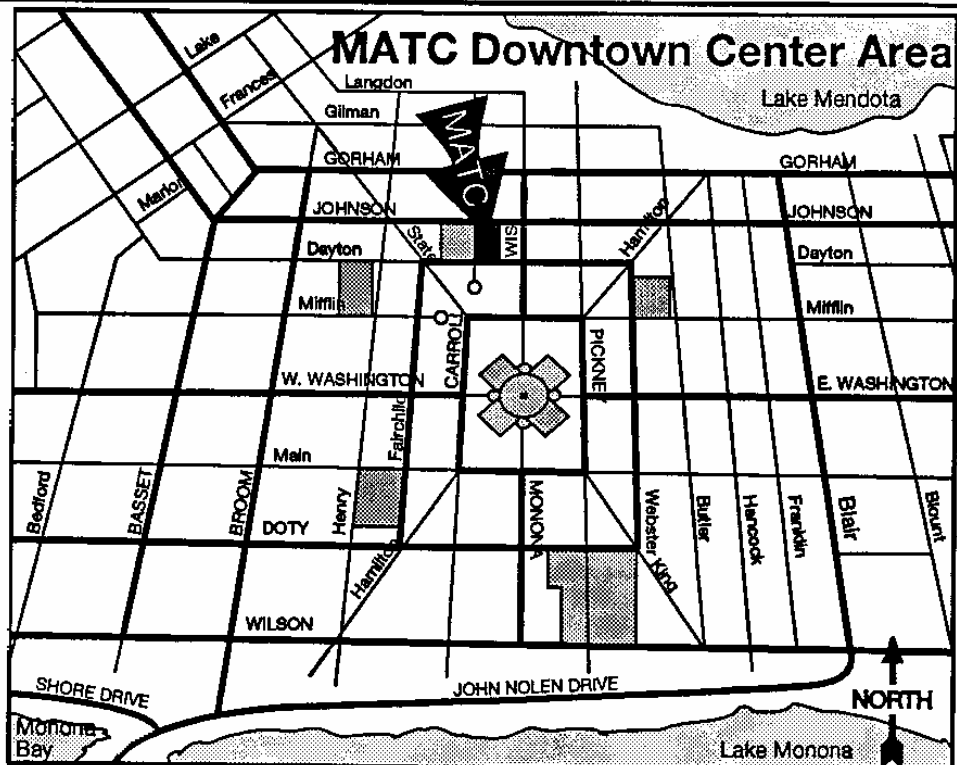 MATC Downtown Center Area
Lake
Frances
Langdon
Lake Mendota
Gilman
MATC
GORHAM
GORHAM
Marion
JOHNSON
State
SIM
Hamilton
JOHNSON
Dayton
Dayton
Mifflin
Mifflin
CARROLL
PICKNEY
W. WASHINGTON
E. WASHINGTON
Fairchild
Main
Bedford
BASSET
BROOM
Henry
DOTY
MONONA
Webster
Butler
Hancock
Franklin
Blair
Blount
Hamilton
King
WILSON
SHORE DRIVE
JOHN NOLEN DRIVE
NORTH
Monona
Bay
Lake Monona